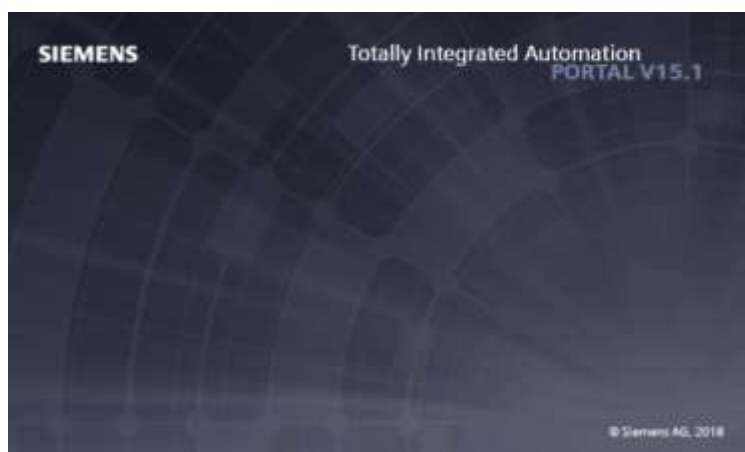 SIEMENS
Totally Integrated Automation
PORTAL V15.1
© Siemens AG, 2018